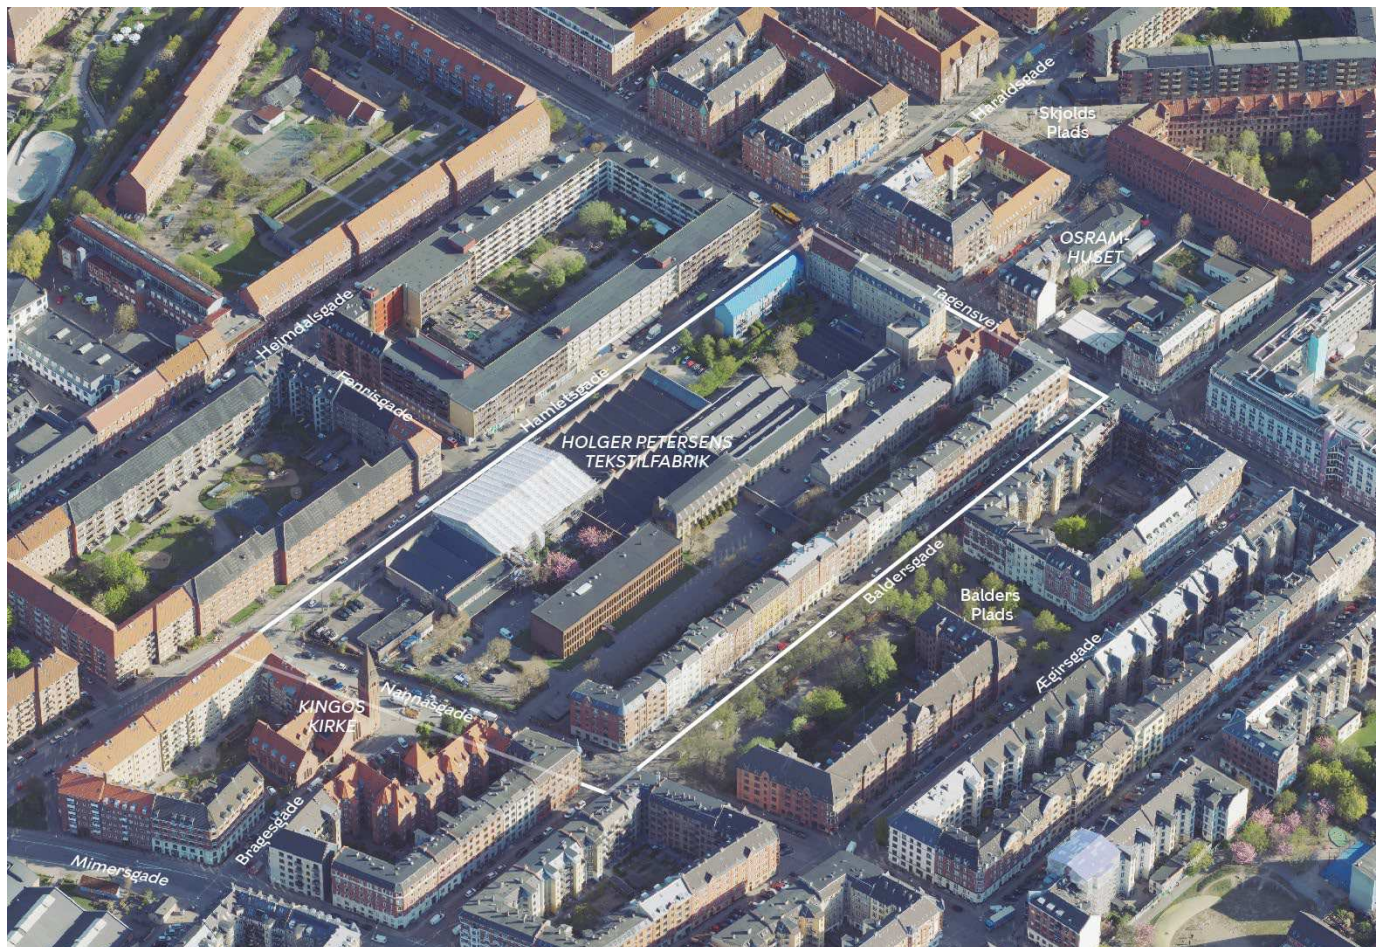 Haraldsgade
Skjolds
Plads
OSRAM-
HUSET
Tagensvej
Heimdalsgade
Fenrisgade
Hamletsgade
HOLGER PETERSENS
TEKSTILFABRIK
Baldersgade
Balders
Plads
Ægirsgade
Nannasgade
KINGOS
KIRKE
Bragesgade
Mimersgade